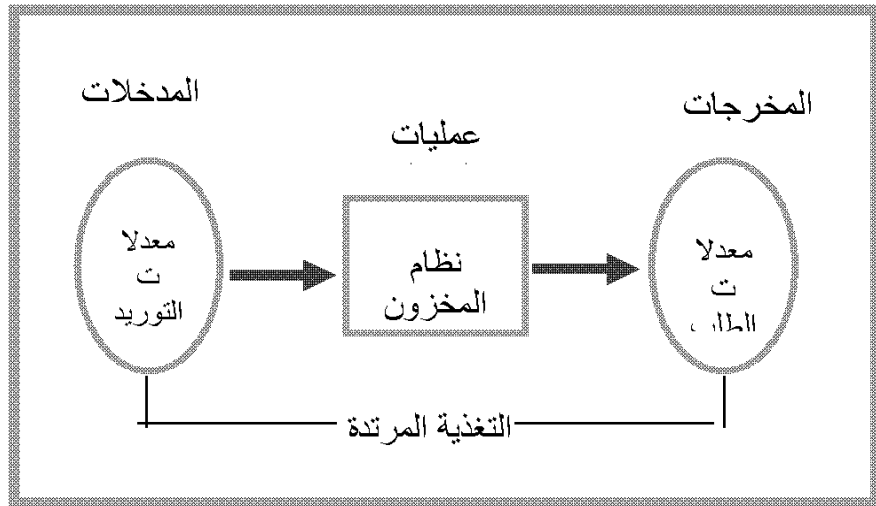 المدخلات
المخرجات
عمليات
معدلا
ت
التوريد
نظام
المخزون
معدلا
ت
التغذية المرتدة